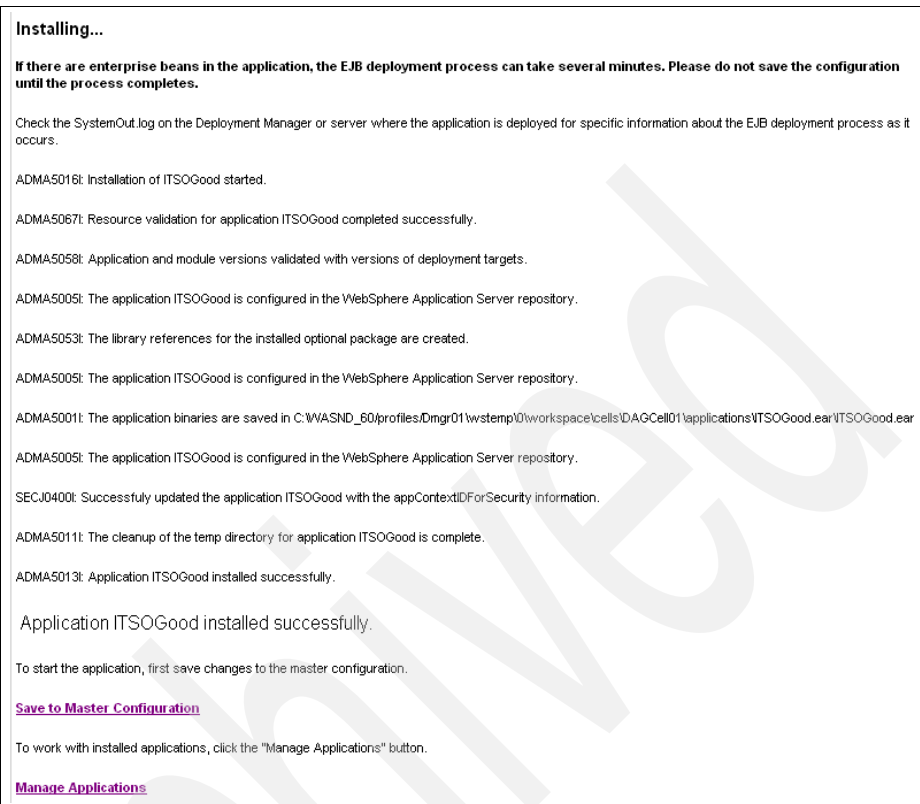 Installing...
If there are enterprise beans in the application, the EJB deployment process can take several minutes. Please do not save the configuration
until the process completes.
Check the SystemOut.log on the Deployment Manager or server where the application is deployed for specific information about the EJB deployment process as it
occurs.
ADMA5016I: Installation of ITSOGood started.
ADMA5067I: Resource validation for application ITSOGood completed successfully.
ADMA5058I: Application and module versions validated with versions of deployment targets.
ADMA5005I: The application ITSOGood is configured in the WebSphere Application Server repository.
ADMA5053I: The library references for the installed optional package are created.
ADMA5005I: The application ITSOGood is configured in the WebSphere Application Server repository.
ADMA5001I: The application binaries are saved in C:\WASND_60/profiles/Dmgr01\wstemp\0\workspace\cells\DAGCell01\applications\ITSOGood.ear\ITSOGood.ear
ADMA5005I: The application ITSOGood is configured in the WebSphere Application Server repository.
SECJ0400I: Successfuly updated the application ITSOGood with the appContextIDForSecurity information.
ADMA5011I: The cleanup of the temp directory for application ITSOGood is complete.
ADMA5013I: Application ITSOGood installed successfully.
Application ITSOGood installed successfully.
To start the application, first save changes to the master configuration.
Save to Master Configuration
To work with installed applications, click the "Manage Applications" button.
Manage Applications